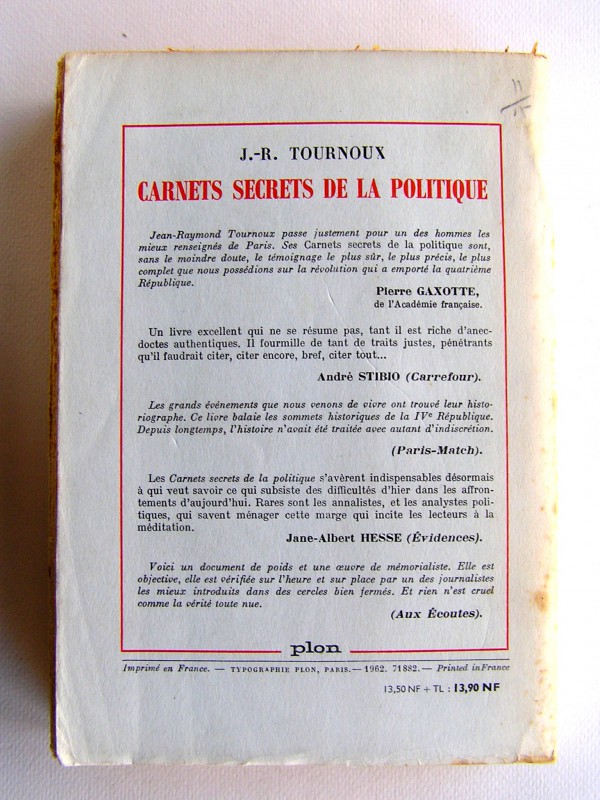 J.-R. TOURNOUX
CARNETS SECRETS DE LA POLITIQUE
Jean-Raymond Tournoux passe justement pour un des hommes les
mieux renseignés de Paris. Ses Carnets secrets de la politique sont,
sans le moindre doute, le témoignage le plus sûr, le plus précis, le plus
complet que nous possédions sur la révolution qui a emporté la quatrième
République.
Pierre GAXOTTE,
de l'Académie française.
Un livre excellent qui ne se résume pas, tant il est riche d'anec-
doctes authentiques. Il fourmille de tant de traits justes, pénétrants
qu'il faudrait citer, citer encore, bref, citer tout...
André STIBIO (Carrefour).
Les grands événements que nous venons de vivre ont trouvé leur histo-
riographe. Ce livre balaie les sommets historiques de la IVe République.
Depuis longtemps, l'histoire n'avait été traitée avec autant d'indiscrétion.
(Paris-Match).
Les Carnets secrets de la politique s'avèrent indispensables désormais
à qui veut savoir ce qui subsiste des difficultés d'hier dans les affron-
tements d'aujourd'hui. Rares sont les annalistes, et les analystes poli-
tiques, qui savent ménager cette marge qui incite les lecteurs à la
méditation.
Jane-Albert HESSE (Évidences).
Voici un document de poids et une œuvre de mémorialiste. Elle est
objective, elle est vérifiée sur l'heure et sur place par un des journalistes
les mieux introduits dans des cercles bien fermés. Et rien n'est cruel
comme la vérité toute nue.
(Aux Écoutes).
plon
Imprimé en France. — TYPOGRAPHIE PLON, PARIS. — 1962. 71882. — Printed in France
13,50 NF + TL : 13,90 NF